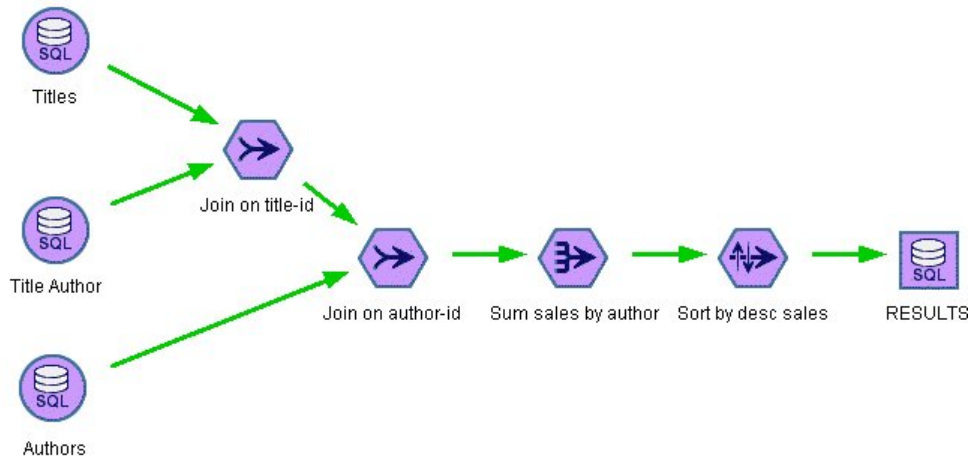 SQL
Titles
Join on title-id
SQL
Title Author
Join on author-id
Sum sales by author
Sort by desc sales
SQL
RESULTS
SQL
Authors